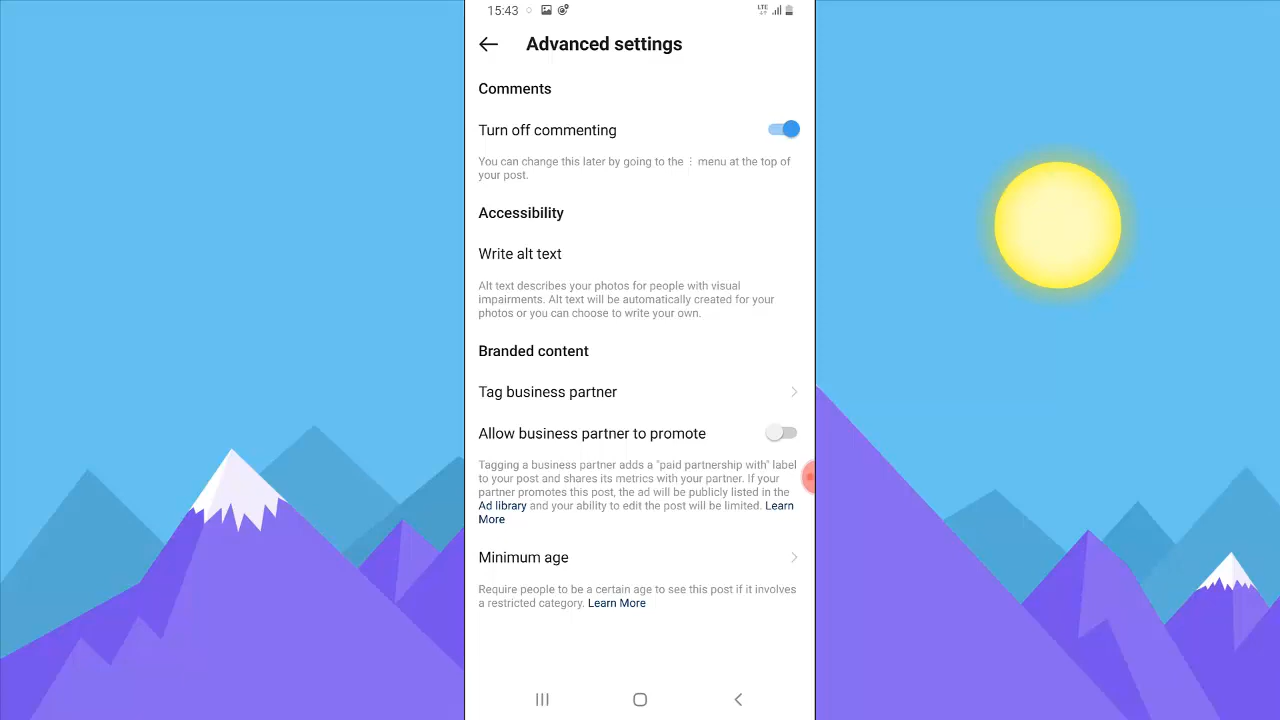 15:43
LTE
Advanced settings
Comments
Turn off commenting
You can change this later by going to the ⋮ menu at the top of
your post.
Accessibility
Write alt text
Alt text describes your photos for people with visual
impairments. Alt text will be automatically created for your
photos or you can choose to write your own.
Branded content
Tag business partner
Allow business partner to promote
Tagging a business partner adds a "paid partnership with" label
to your post and shares its metrics with your partner. If your
partner promotes this post, the ad will be publicly listed in the
Ad library and your ability to edit the post will be limited. Learn
More
Minimum age
Require people to be a certain age to see this post if it involves
a restricted category. Learn More